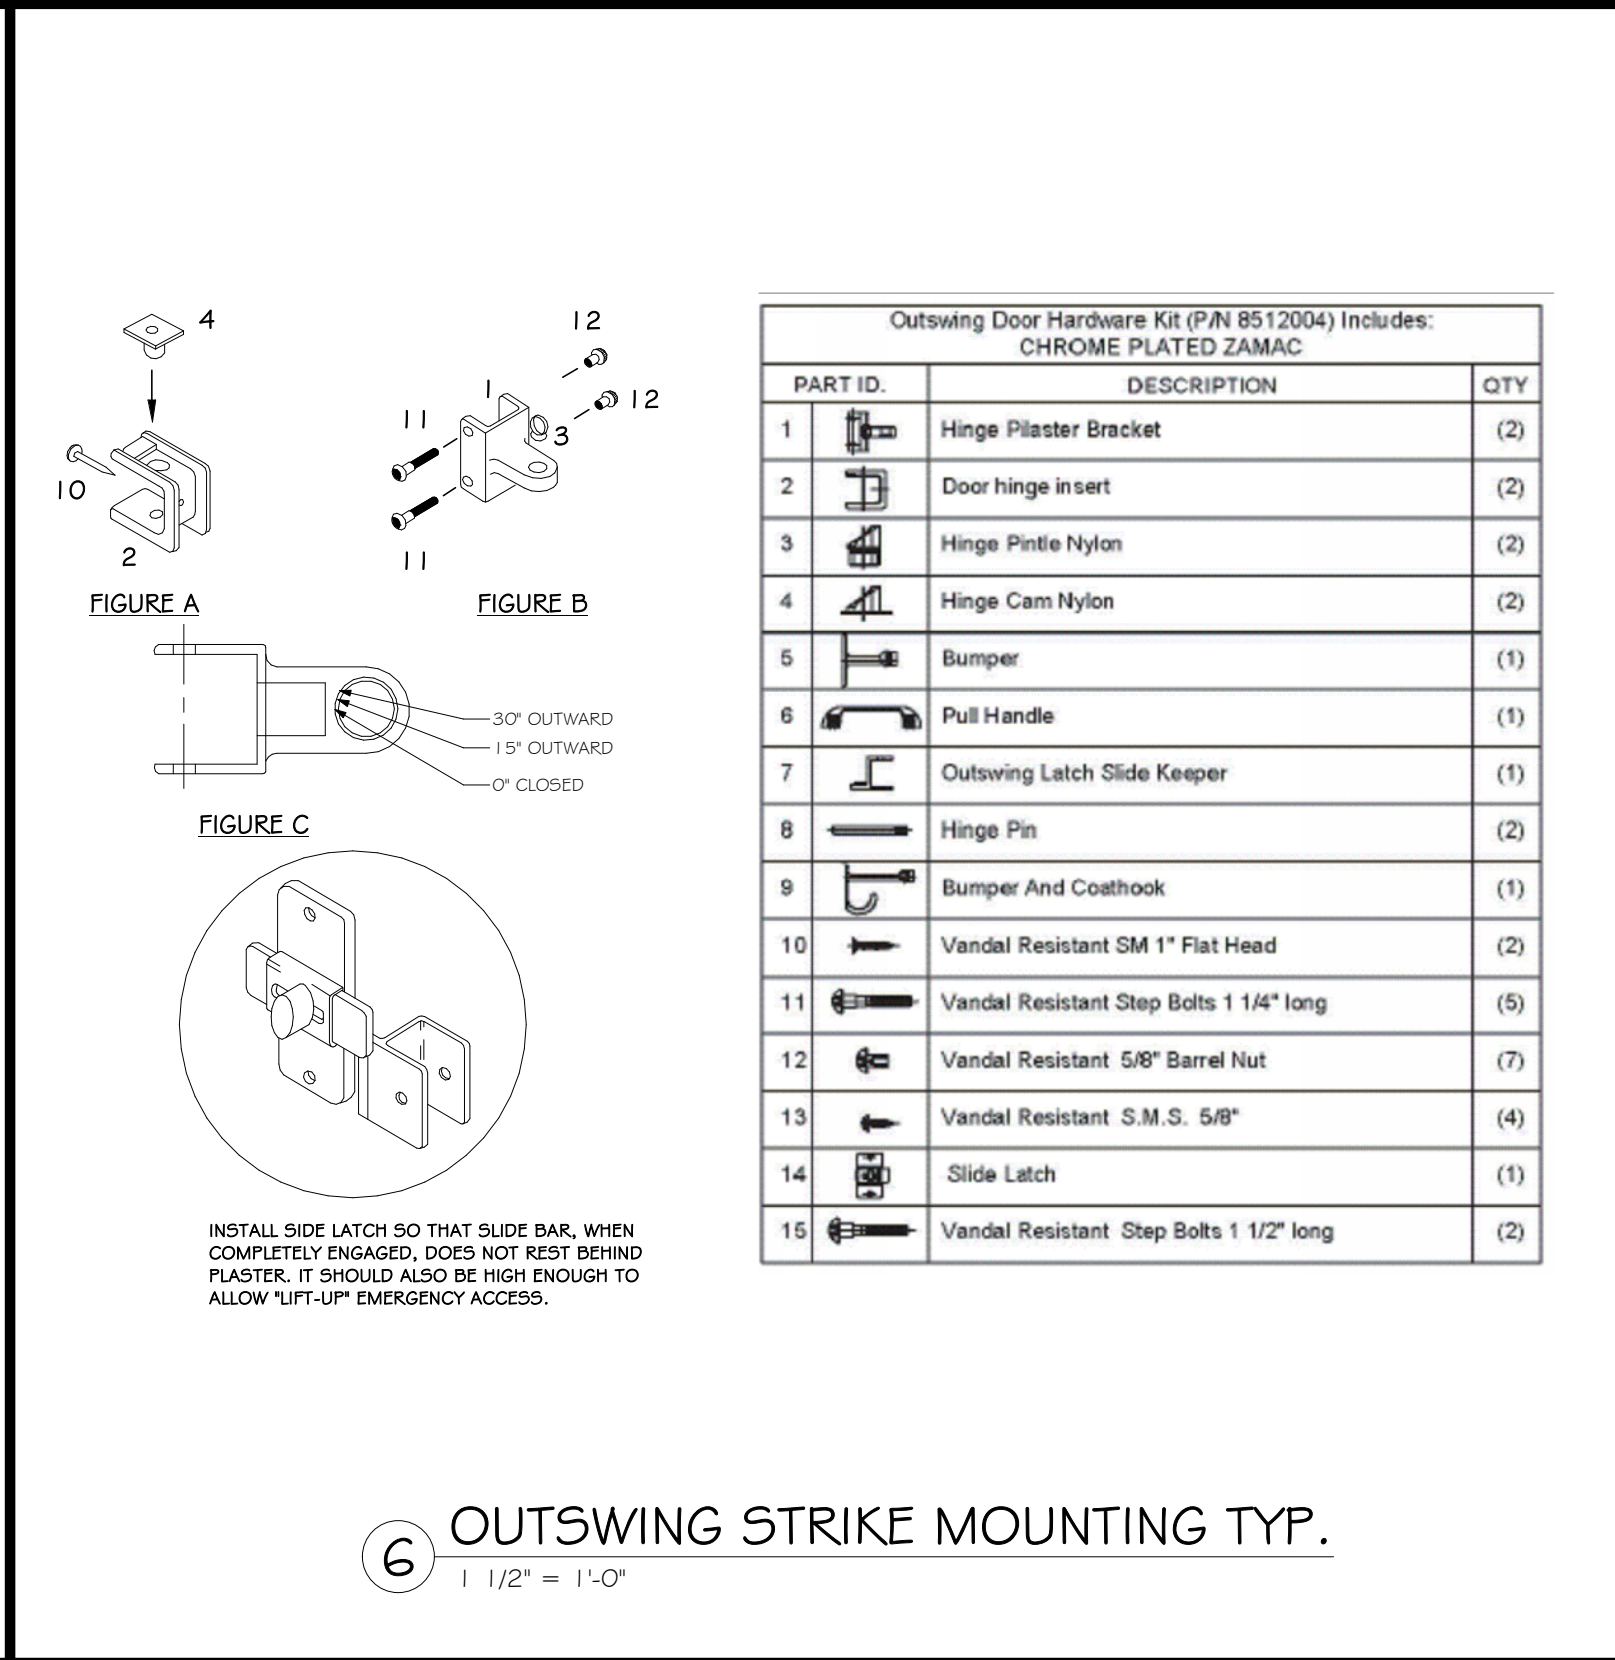 4
10
2
FIGURE A
12
1
12
11
3
11
FIGURE B
30" OUTWARD
15" OUTWARD
0" CLOSED
FIGURE C
INSTALL SIDE LATCH SO THAT SLIDE BAR, WHEN
COMPLETELY ENGAGED, DOES NOT REST BEHIND
PLASTER. IT SHOULD ALSO BE HIGH ENOUGH TO
ALLOW "LIFT-UP" EMERGENCY ACCESS.
Outswing Door Hardware Kit (P/N 8512004) Includes:
CHROME PLATED ZAMAC
PART ID. DESCRIPTION QTY
1 Hinge Pilaster Bracket (2)
2 Door hinge insert (2)
3 Hinge Pintle Nylon (2)
4 Hinge Cam Nylon (2)
5 Bumper (1)
6 Pull Handle (1)
7 Outswing Latch Slide Keeper (1)
8 Hinge Pin (2)
9 Bumper And Coathook (1)
10 Vandal Resistant SM 1" Flat Head (2)
11 Vandal Resistant Step Bolts 1 1/4" long (5)
12 Vandal Resistant 5/8" Barrel Nut (7)
13 Vandal Resistant S.M.S. 5/8" (4)
14 Slide Latch (1)
15 Vandal Resistant Step Bolts 1 1/2" long (2)
6 OUTSWING STRIKE MOUNTING TYP.
1 1/2" = 1'-0"